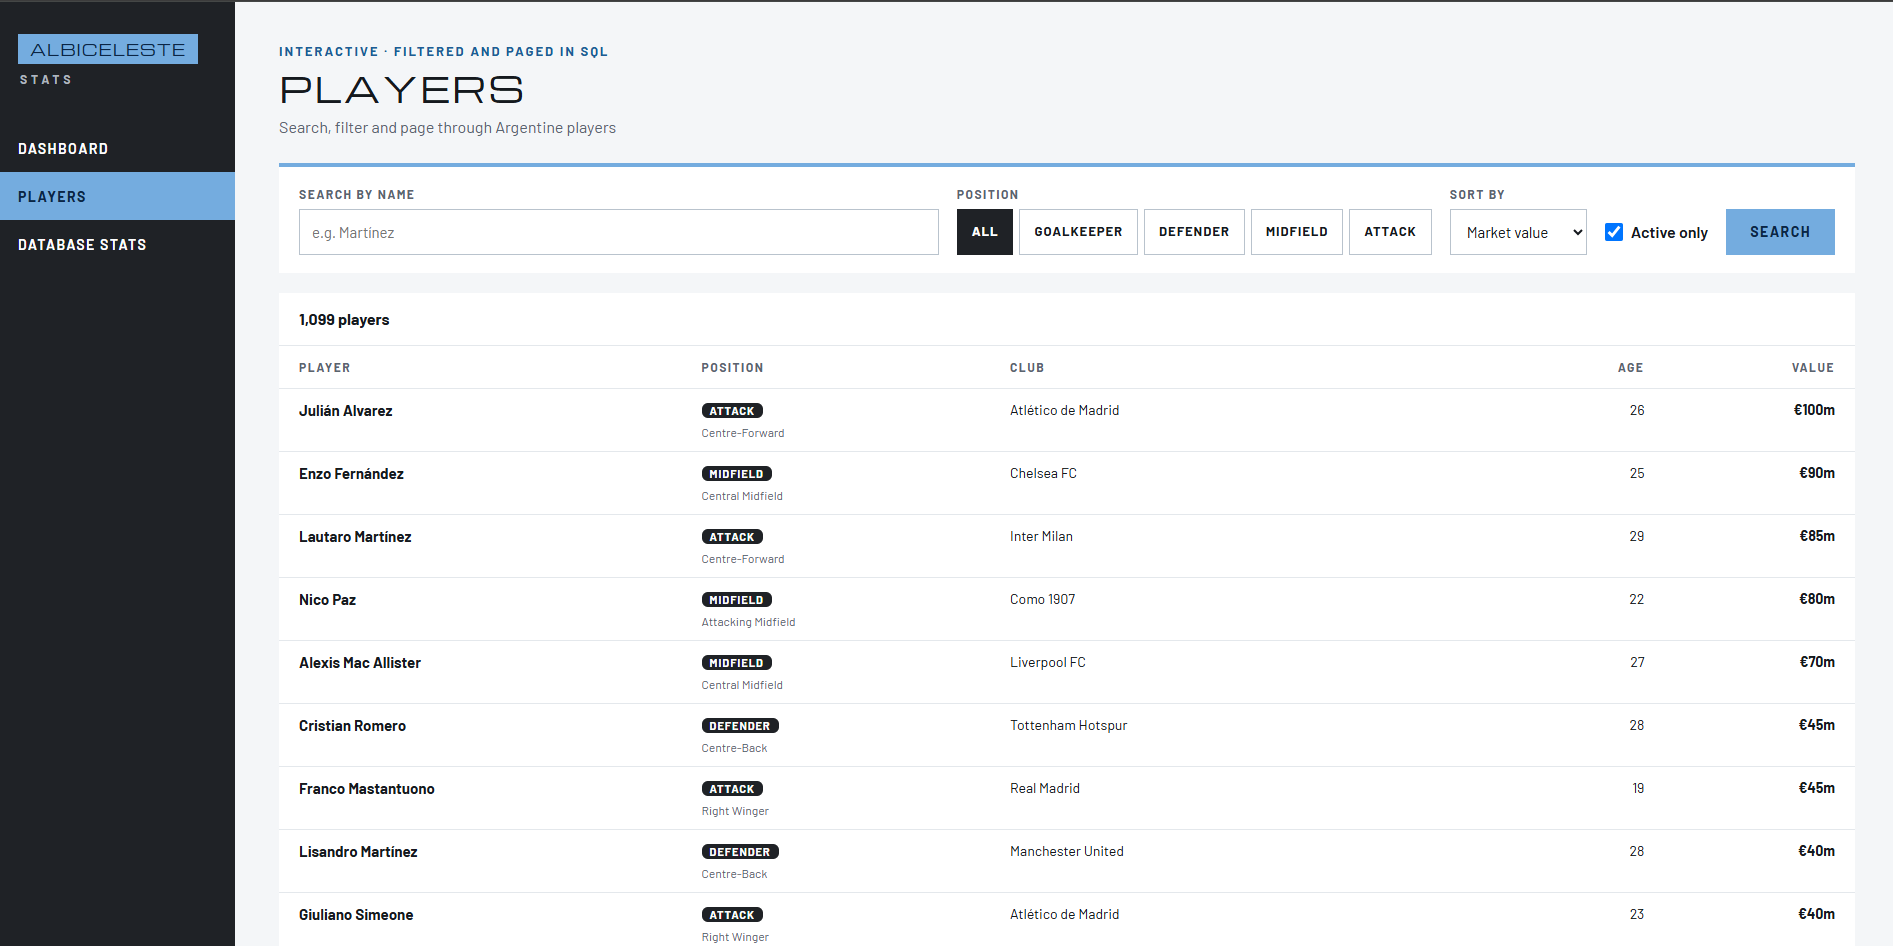 ALBICELESTE
STATS
DASHBOARD
PLAYERS
DATABASE STATS
INTERACTIVE · FILTERED AND PAGED IN SQL
PLAYERS
Search, filter and page through Argentine players
SEARCH BY NAME POSITION SORT BY
e.g. Martínez ALL GOALKEEPER DEFENDER MIDFIELD ATTACK Market value Active only SEARCH
1,099 players
PLAYER POSITION CLUB AGE VALUE
Julián Alvarez ATTACK Atlético de Madrid 26 €100m
Centre-Forward
Enzo Fernández MIDFIELD Chelsea FC 25 €90m
Central Midfield
Lautaro Martínez ATTACK Inter Milan 29 €85m
Centre-Forward
Nico Paz MIDFIELD Como 1907 22 €80m
Attacking Midfield
Alexis Mac Allister MIDFIELD Liverpool FC 27 €70m
Central Midfield
Cristian Romero DEFENDER Tottenham Hotspur 28 €45m
Centre-Back
Franco Mastantuono ATTACK Real Madrid 19 €45m
Right Winger
Lisandro Martínez DEFENDER Manchester United 28 €40m
Centre-Back
Giuliano Simeone ATTACK Atlético de Madrid 23 €40m
Right Winger